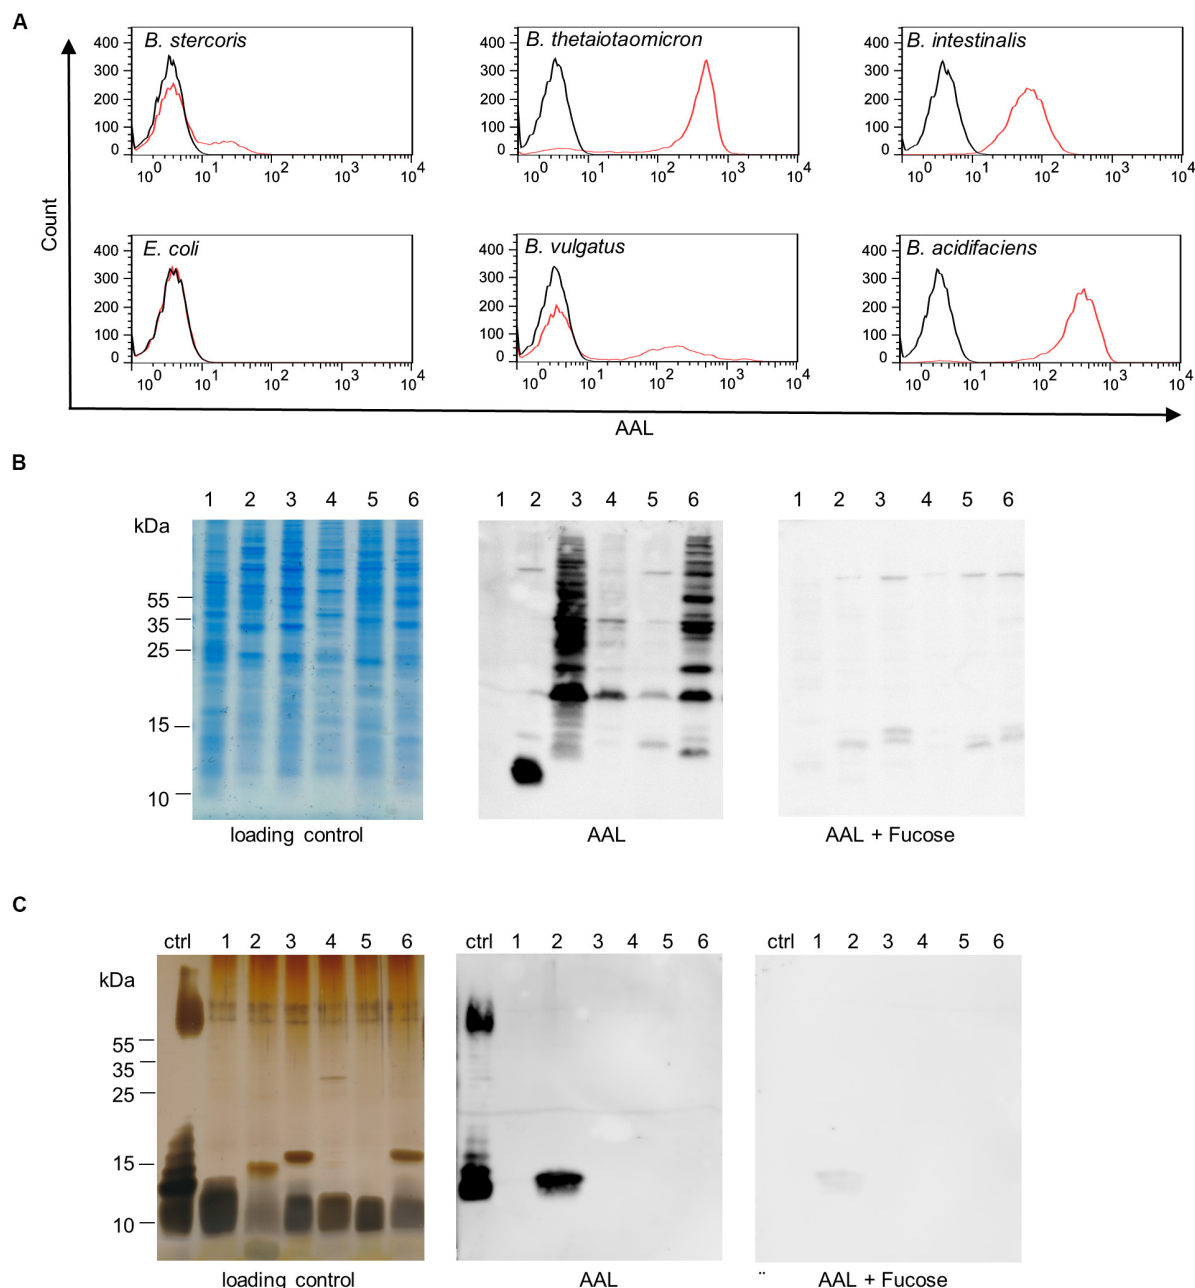 A
B. stercoris
B. thetaiotaomicron
B. intestinalis
400 400 400
300 300 300
200 200 200
100 100 100
0 0 0
10^0 10^1 10^2 10^3 10^4 10^0 10^1 10^2 10^3 10^4 10^0 10^1 10^2 10^3 10^4
Count
E. coli
B. vulgatus
B. acidifaciens
400 400 400
300 300 300
200 200 200
100 100 100
0 0 0
10^0 10^1 10^2 10^3 10^4 10^0 10^1 10^2 10^3 10^4 10^0 10^1 10^2 10^3 10^4
AAL
B
1 2 3 4 5 6 1 2 3 4 5 6 1 2 3 4 5 6
kDa
55
35
25
15
10
loading control AAL AAL + Fucose
C
ctrl 1 2 3 4 5 6 ctrl 1 2 3 4 5 6 ctrl 1 2 3 4 5 6
kDa
55
35
25
15
10
loading control AAL AAL + Fucose